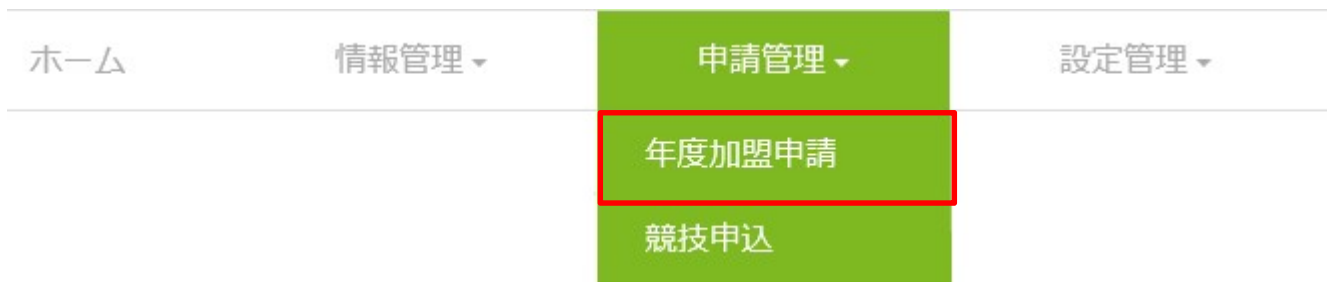 ホーム 情報管理 申請管理 設定管理
年度加盟申請
競技申込